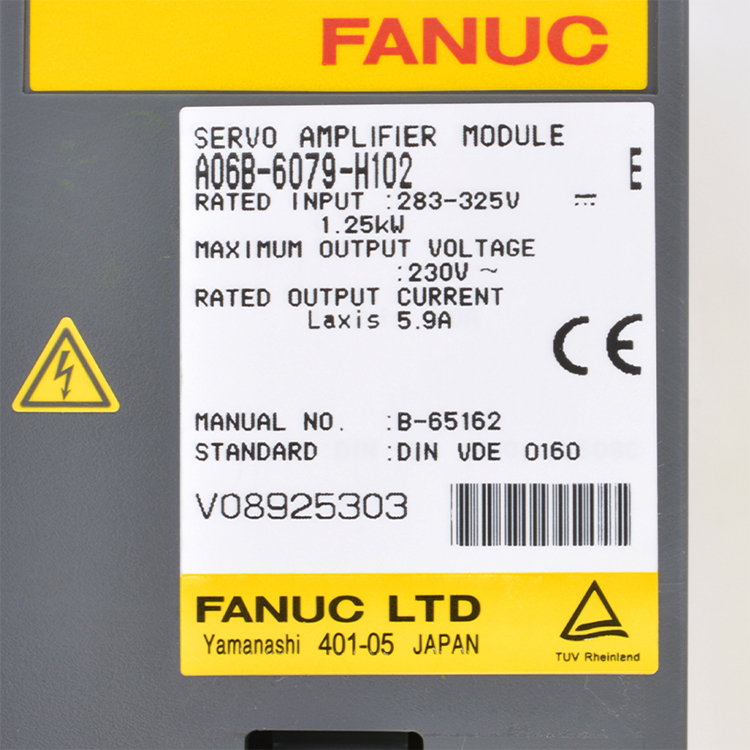 FANUC
SERVO AMPLIFIER MODULE
A06B-6079-H102 E
RATED INPUT :283-325V ⎓
1.25kW
MAXIMUM OUTPUT VOLTAGE
:230V ~
RATED OUTPUT CURRENT
Laxis 5.9A
CE
MANUAL NO. :B-65162
STANDARD :DIN VDE 0160
V08925303
FANUC LTD
Yamanashi 401-05 JAPAN
TUV Rheinland